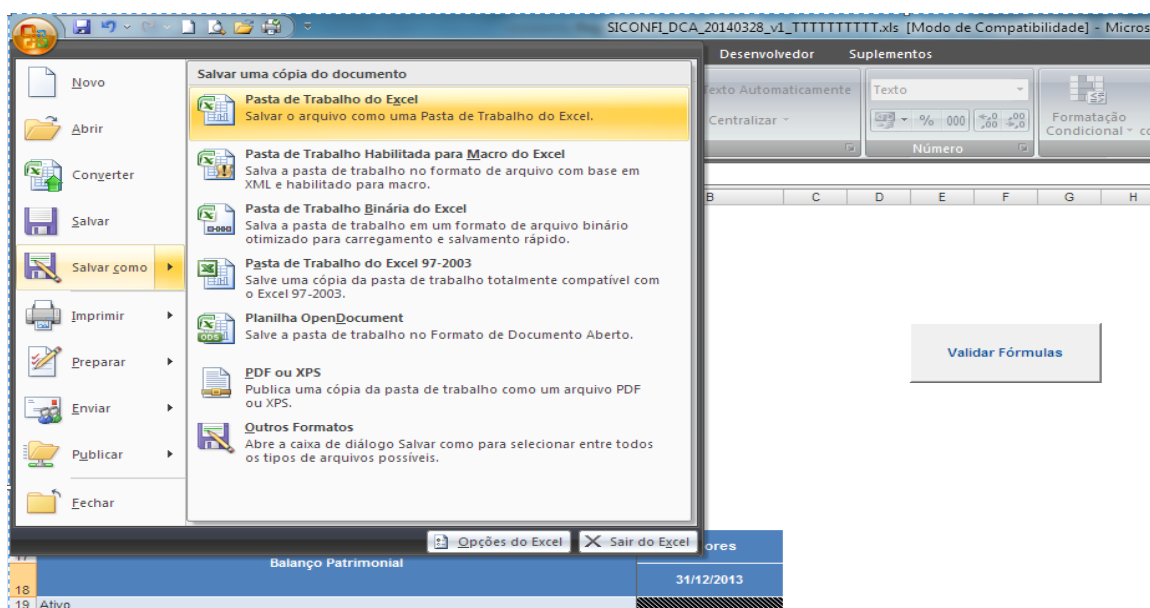 SICONFI_DCA_20140328_v1_TTTTTTTTTT.xls [Modo de Compatibilidade] - Micros
Desenvolvedor Suplementos
Novo
Abrir
Converter
Salvar
Salvar como
Imprimir
Preparar
Enviar
Publicar
Fechar
Salvar uma cópia do documento
Pasta de Trabalho do Excel
Salvar o arquivo como uma Pasta de Trabalho do Excel.
Pasta de Trabalho Habilitada para Macro do Excel
Salva a pasta de trabalho no formato de arquivo com base em
XML e habilitado para macro.
Pasta de Trabalho Binária do Excel
Salva a pasta de trabalho em um formato de arquivo binário
otimizado para carregamento e salvamento rápido.
Pasta de Trabalho do Excel 97-2003
Salve uma cópia da pasta de trabalho totalmente compatível com
o Excel 97-2003.
Planilha OpenDocument
Salve a pasta de trabalho no Formato de Documento Aberto.
PDF ou XPS
Publica uma cópia da pasta de trabalho como um arquivo PDF
ou XPS.
Outros Formatos
Abre a caixa de diálogo Salvar como para selecionar entre todos
os tipos de arquivos possíveis.
Opções do Excel Sair do Excel
Texto Automaticamente
Centralizar
Texto
% 000
Número
Formatação
Condicional
B C D E F G H
Validar Fórmulas
17 Balanço Patrimonial ores
18 31/12/2013
19 Ativo